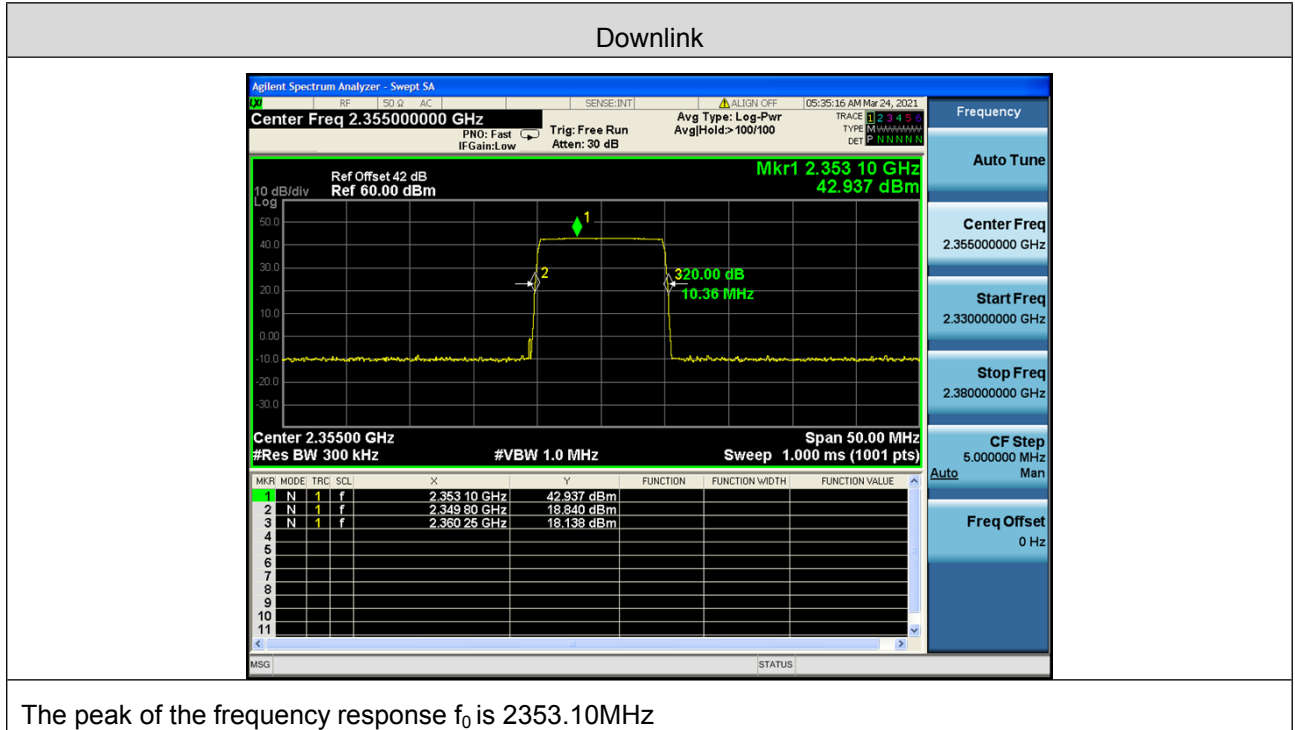 Downlink
Agilent Spectrum Analyzer - Swept SA
LXI RF 50 Ω AC SENSE:INT ALIGN OFF 05:35:16 AM Mar 24, 2021
Center Freq 2.355000000 GHz
PNO: Fast
IFGain:Low
Trig: Free Run
Atten: 30 dB
Avg Type: Log-Pwr
Avg|Hold:>100/100
TRACE 1 2 3 4 5 6
TYPE M WWWWW
DET P N N N N N
Mkr1 2.353 10 GHz
42.937 dBm
Ref Offset 42 dB
10 dB/div Ref 60.00 dBm
Log
50.0
40.0
30.0
20.0
10.0
0.00
-10.0
-20.0
-30.0
1
2
320.00 dB
10.36 MHz
Center 2.35500 GHz Span 50.00 MHz
#Res BW 300 kHz #VBW 1.0 MHz Sweep 1.000 ms (1001 pts)
MKR MODE TRC SCL X Y FUNCTION FUNCTION WIDTH FUNCTION VALUE
1 N 1 f 2.353 10 GHz 42.937 dBm
2 N 1 f 2.349 80 GHz 18.840 dBm
3 N 1 f 2.360 25 GHz 18.138 dBm
4
5
6
7
8
9
10
11
MSG STATUS
Frequency
Auto Tune
Center Freq
2.355000000 GHz
Start Freq
2.330000000 GHz
Stop Freq
2.380000000 GHz
CF Step
5.000000 MHz
Auto Man
Freq Offset
0 Hz
The peak of the frequency response f0 is 2353.10MHz